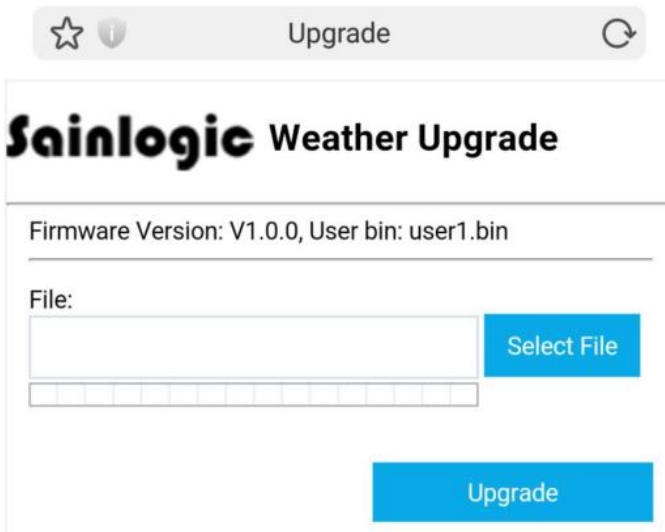 Upgrade
Sainlogic Weather Upgrade
Firmware Version: V1.0.0, User bin: user1.bin
File:
Select File
Upgrade